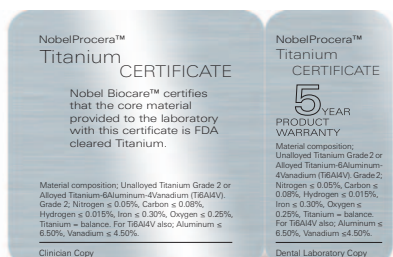 NobelProcera™
Titanium
CERTIFICATE
Nobel Biocare™ certifies
that the core material
provided to the laboratory
with this certificate is FDA
cleared Titanium.
Material composition; Unalloyed Titanium Grade 2 or
Alloyed Titanium-6Aluminum-4Vanadium (Ti6Al4V).
Grade 2; Nitrogen ≤ 0.05%, Carbon ≤ 0.08%,
Hydrogen ≤ 0.015%, Iron ≤ 0.30%, Oxygen ≤ 0.25%,
Titanium = balance. For Ti6Al4V also; Aluminum ≤
6.50%, Vanadium ≤ 4.50%.
Clinician Copy
NobelProcera™
Titanium
CERTIFICATE
5 YEAR
PRODUCT
WARRANTY
Material composition;
Unalloyed Titanium Grade 2 or
Alloyed Titanium-6Aluminum-
4Vanadium (Ti6Al4V). Grade 2;
Nitrogen ≤ 0.05%, Carbon ≤
0.08%, Hydrogen ≤ 0.015%,
Iron ≤ 0.30%, Oxygen ≤
0.25%, Titanium = balance.
For Ti6Al4V also; Aluminum ≤
6.50%, Vanadium ≤4.50%.
Dental Laboratory Copy